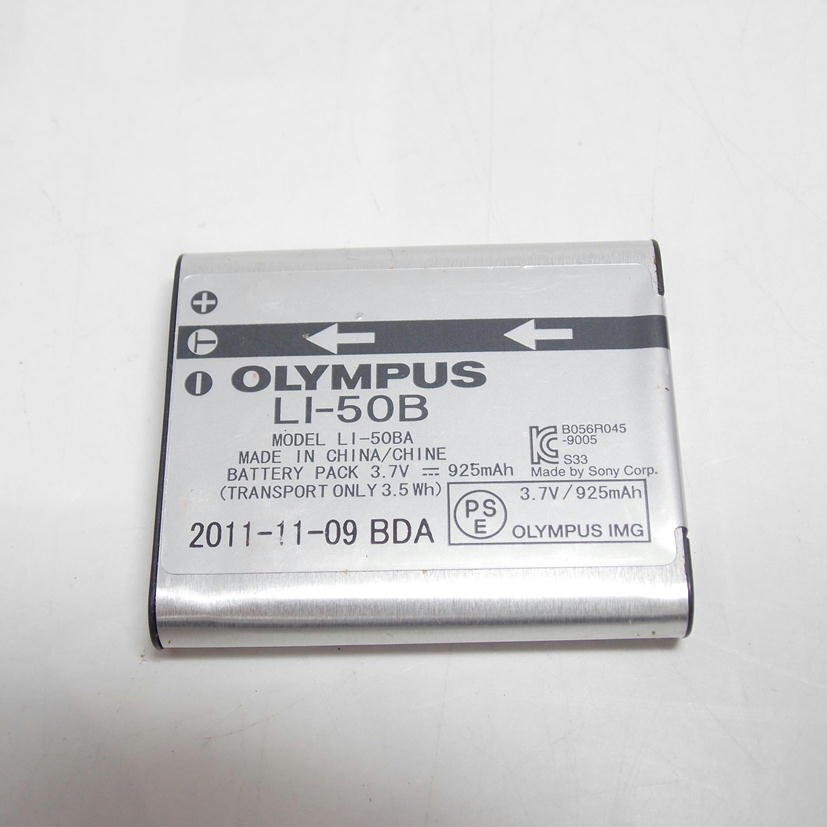 OLYMPUS
LI-50B
MODEL LI-50BA
MADE IN CHINA/CHINE
BATTERY PACK 3.7V ⎓ 925mAh
(TRANSPORT ONLY 3.5 Wh)
2011-11-09 BDA
B056R045
-9005
S33
Made by Sony Corp.
PS
E
3.7V/925mAh
OLYMPUS IMG